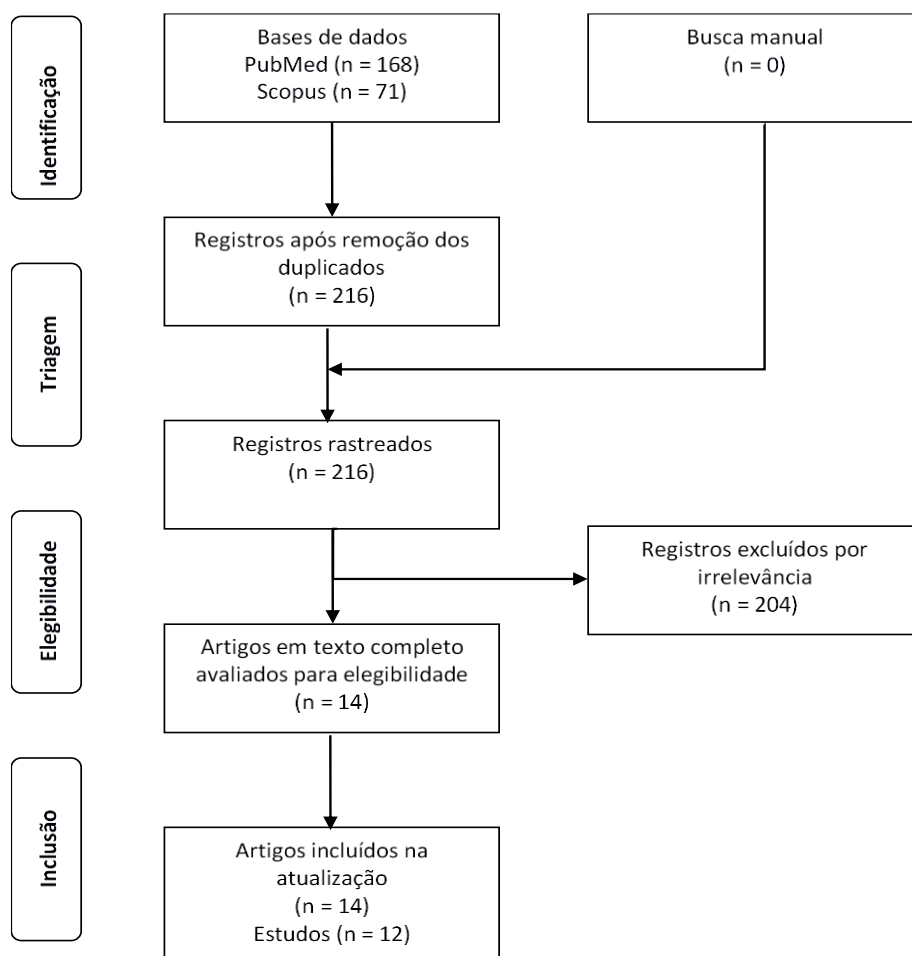 Identificação
Bases de dados
PubMed (n = 168)
Scopus (n = 71)
Busca manual
(n = 0)
Registros após remoção dos
duplicados
(n = 216)
Triagem
Registros rastreados
(n = 216)
Elegibilidade
Registros excluídos por
irrelevância
(n = 204)
Artigos em texto completo
avaliados para elegibilidade
(n = 14)
Inclusão
Artigos incluídos na
atualização
(n = 14)
Estudos (n = 12)